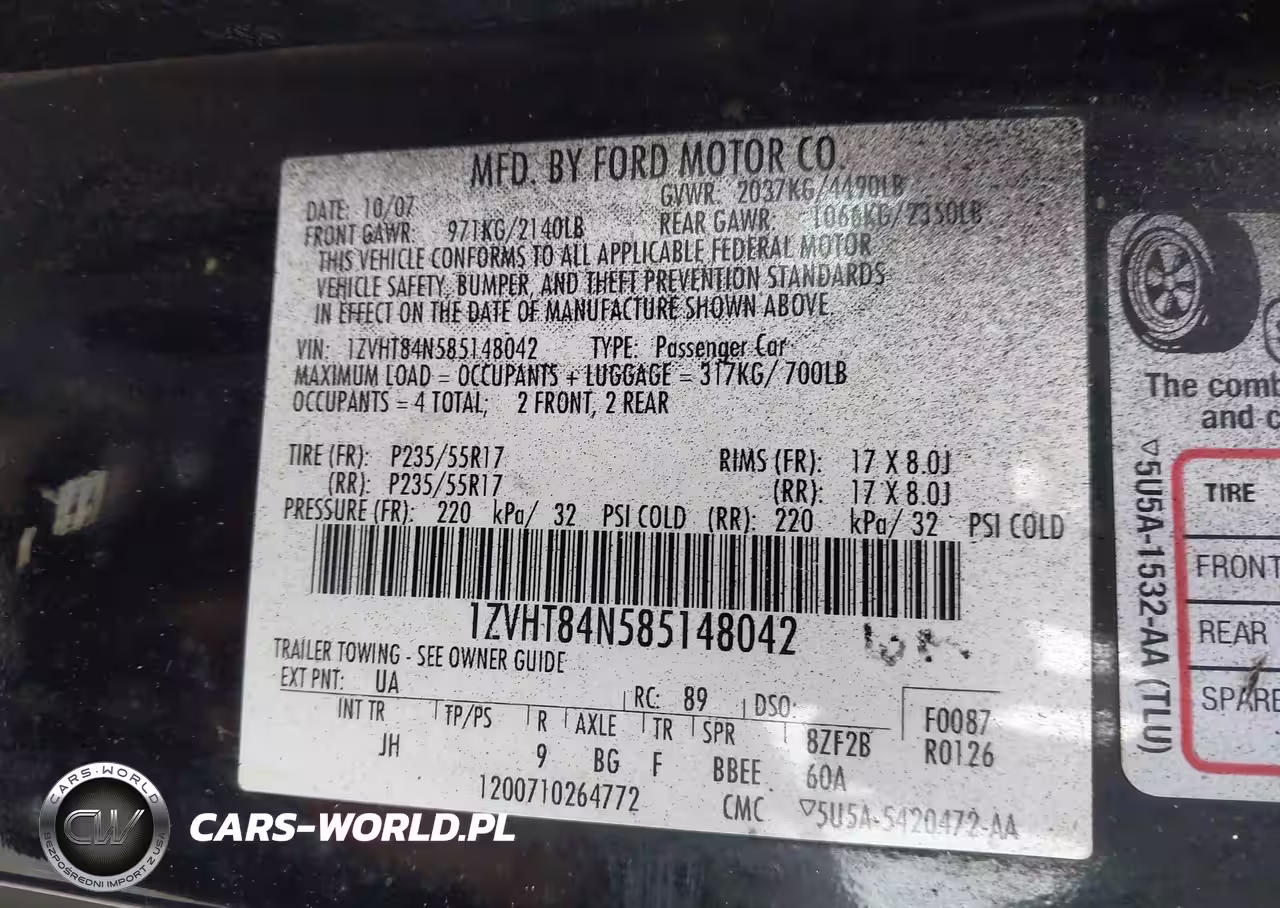 MFD. BY FORD MOTOR CO.
DATE: 10/07
GVWR: 2037KG/4490LB
FRONT GAWR: 971KG/2140LB
REAR GAWR: 1066KG/2350LB
THIS VEHICLE CONFORMS TO ALL APPLICABLE FEDERAL MOTOR
VEHICLE SAFETY, BUMPER, AND THEFT PREVENTION STANDARDS
IN EFFECT ON THE DATE OF MANUFACTURE SHOWN ABOVE.
VIN: 1ZVHT84N585148042 TYPE: Passenger Car
MAXIMUM LOAD = OCCUPANTS + LUGGAGE = 317KG/ 700LB
OCCUPANTS = 4 TOTAL; 2 FRONT, 2 REAR
TIRE (FR): P235/55R17 RIMS (FR): 17 X 8.0J
(RR): P235/55R17 (RR): 17 X 8.0J
PRESSURE (FR): 220 kPa/ 32 PSI COLD (RR): 220 kPa/ 32 PSI COLD
1ZVHT84N585148042
TRAILER TOWING - SEE OWNER GUIDE
EXT PNT: UA RC: 89 DSO:
INT TR TP/PS R AXLE TR SPR 8ZF2B F0087
JH 9 BG F BBEE 60A R0126
1200710264772 CMC ▽5U5A-5420472-AA
The comb
and c
▽5U5A-1532-AA (TLU)
TIRE
FRONT
REAR
SPARE
CARS-WORLD
CW
BEZPOŚREDNI IMPORT Z USA
CARS-WORLD.PL